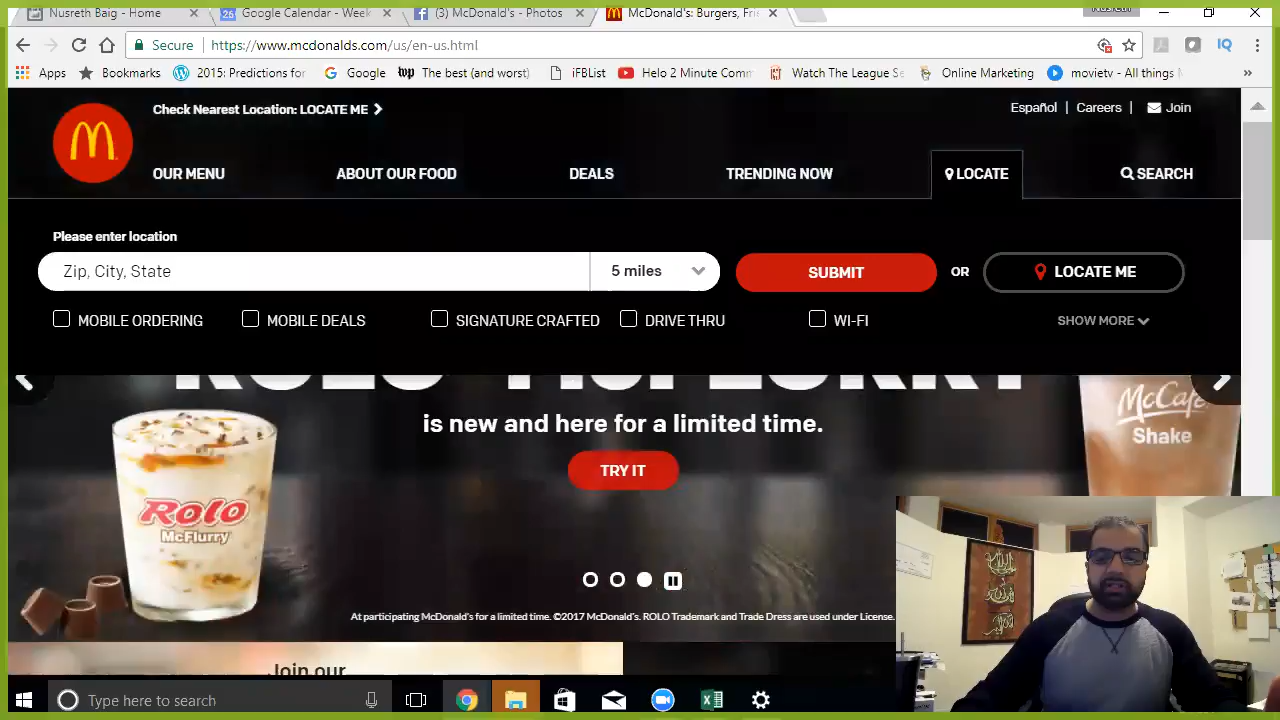 Nusreth Baig - Home
26 Google Calendar - Week
(3) McDonald's - Photos
McDonald's: Burgers, Fri
Secure
https://www.mcdonalds.com/us/en-us.html
IQ
Apps
Bookmarks
2015: Predictions for
Google
hyp The best (and worst)
iFBList
Helo 2 Minute
Watch The League
Online Marketing
movietv - All things
Check Nearest Location: LOCATE ME
Español | Careers | Join
OUR MENU
ABOUT OUR FOOD
DEALS
TRENDING NOW
LOCATE
SEARCH
Please enter location
Zip, City, State
5 miles
SUBMIT
OR
LOCATE ME
MOBILE ORDERING
MOBILE DEALS
SIGNATURE CRAFTED
DRIVE THRU
WI-FI
SHOW MORE
ROLO McFLURRY
is new and here for a limited time.
TRY IT
McCafé
Shake
Rolo
McFlurry
At participating McDonald's for a limited time. ©2017 McDonald's. ROLO Trademark and Trade Dress are used under License.
Join our
Type here to search